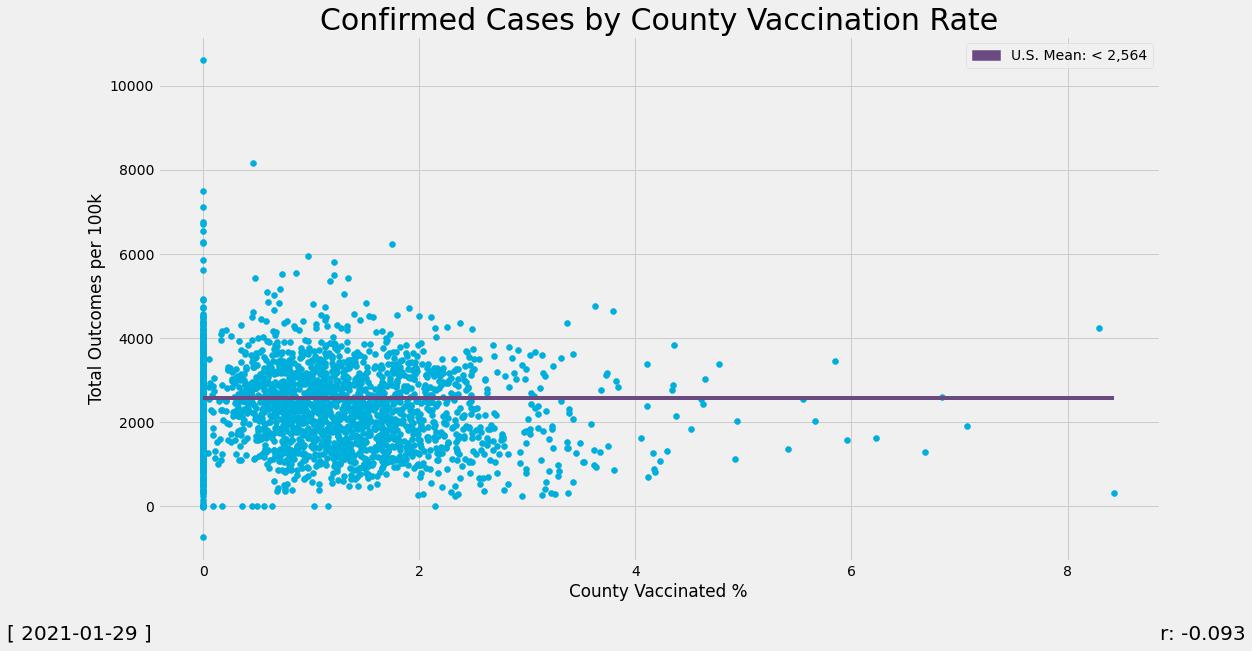 Confirmed Cases by County Vaccination Rate
U.S. Mean: < 2,564
10000
8000
6000
4000
2000
0
Total Outcomes per 100k
0 2 4 6 8
County Vaccinated %
[ 2021-01-29 ]
r: -0.093